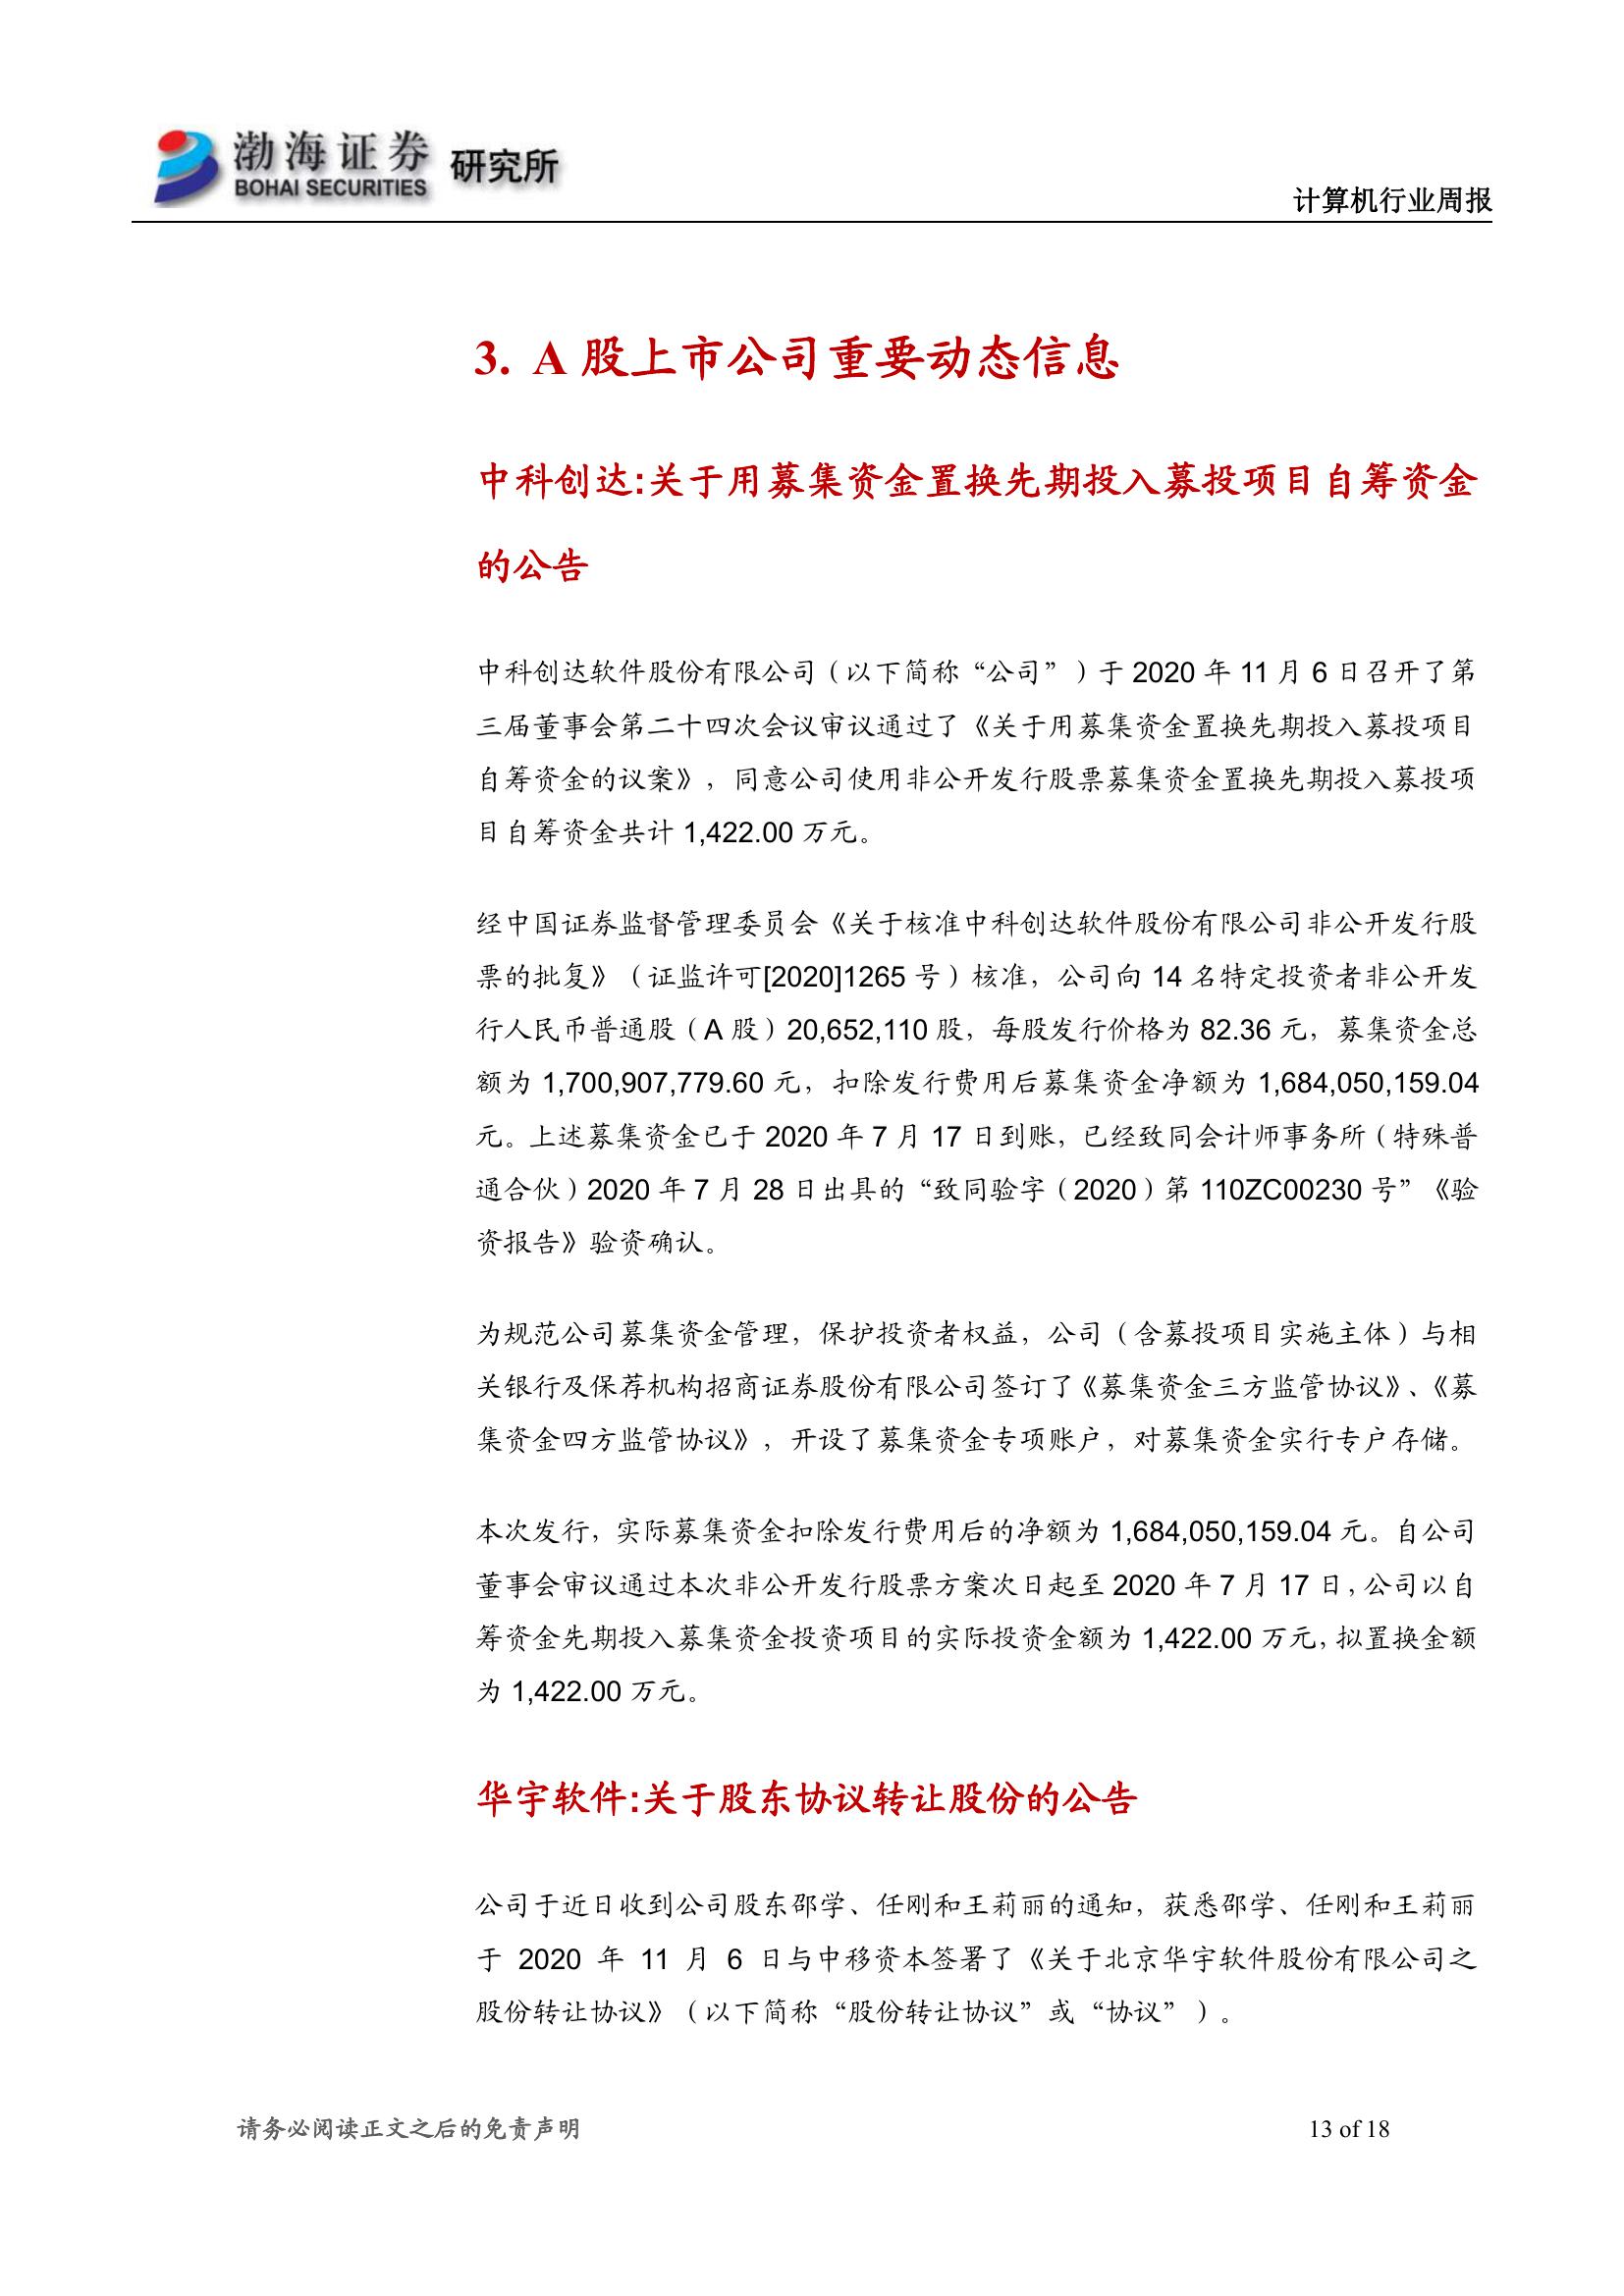 渤海证券 研究所
BOHAI SECURITIES
计算机行业周报
3. A 股上市公司重要动态信息
中科创达:关于用募集资金置换先期投入募投项目自筹资金
的公告
中科创达软件股份有限公司（以下简称“公司”）于 2020 年 11 月 6 日召开了第
三届董事会第二十四次会议审议通过了《关于用募集资金置换先期投入募投项目
自筹资金的议案》，同意公司使用非公开发行股票募集资金置换先期投入募投项
目自筹资金共计 1,422.00 万元。
经中国证券监督管理委员会《关于核准中科创达软件股份有限公司非公开发行股
票的批复》（证监许可[2020]1265 号）核准，公司向 14 名特定投资者非公开发
行人民币普通股（A 股）20,652,110 股，每股发行价格为 82.36 元，募集资金总
额为 1,700,907,779.60 元，扣除发行费用后募集资金净额为 1,684,050,159.04
元。上述募集资金已于 2020 年 7 月 17 日到账，已经致同会计师事务所（特殊普
通合伙）2020 年 7 月 28 日出具的“致同验字（2020）第 110ZC00230 号”《验
资报告》验资确认。
为规范公司募集资金管理，保护投资者权益，公司（含募投项目实施主体）与相
关银行及保荐机构招商证券股份有限公司签订了《募集资金三方监管协议》、《募
集资金四方监管协议》，开设了募集资金专项账户，对募集资金实行专户存储。
本次发行，实际募集资金扣除发行费用后的净额为 1,684,050,159.04 元。自公司
董事会审议通过本次非公开发行股票方案次日起至 2020 年 7 月 17 日，公司以自
筹资金先期投入募集资金投资项目的实际投资金额为 1,422.00 万元，拟置换金额
为 1,422.00 万元。
华宇软件:关于股东协议转让股份的公告
公司于近日收到公司股东邵学、任刚和王莉丽的通知，获悉邵学、任刚和王莉丽
于 2020 年 11 月 6 日与中移资本签署了《关于北京华宇软件股份有限公司之
股份转让协议》（以下简称“股份转让协议”或“协议”）。
请务必阅读正文之后的免责声明
13 of 18